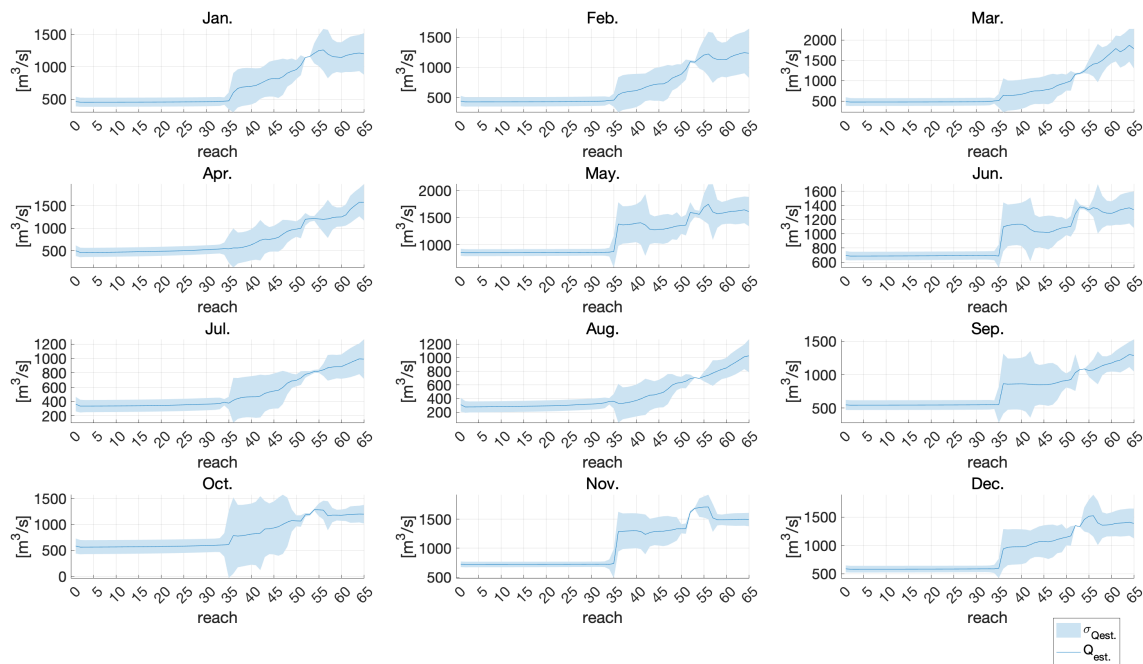 Jan. Feb. Mar.
[m³/s] 1500 1000 500 [m³/s] 1500 1000 500 [m³/s] 2000 1500 1000 500
0 5 10 15 20 25 30 35 40 45 50 55 60 65 0 5 10 15 20 25 30 35 40 45 50 55 60 65 0 5 10 15 20 25 30 35 40 45 50 55 60 65
reach reach reach
Apr. May. Jun.
[m³/s] 1500 1000 500 [m³/s] 2000 1500 1000 [m³/s] 1600 1400 1200 1000 800 600
0 5 10 15 20 25 30 35 40 45 50 55 60 65 0 5 10 15 20 25 30 35 40 45 50 55 60 65 0 5 10 15 20 25 30 35 40 45 50 55 60 65
reach reach reach
Jul. Aug. Sep.
[m³/s] 1200 1000 800 600 400 200 [m³/s] 1200 1000 800 600 400 200 [m³/s] 1500 1000 500
0 5 10 15 20 25 30 35 40 45 50 55 60 65 0 5 10 15 20 25 30 35 40 45 50 55 60 65 0 5 10 15 20 25 30 35 40 45 50 55 60 65
reach reach reach
Oct. Nov. Dec.
[m³/s] 1500 1000 500 0 [m³/s] 2000 1500 1000 500 [m³/s] 1500 1000 500
0 5 10 15 20 25 30 35 40 45 50 55 60 65 0 5 10 15 20 25 30 35 40 45 50 55 60 65 0 5 10 15 20 25 30 35 40 45 50 55 60 65
reach reach reach
σQest.
Qest.